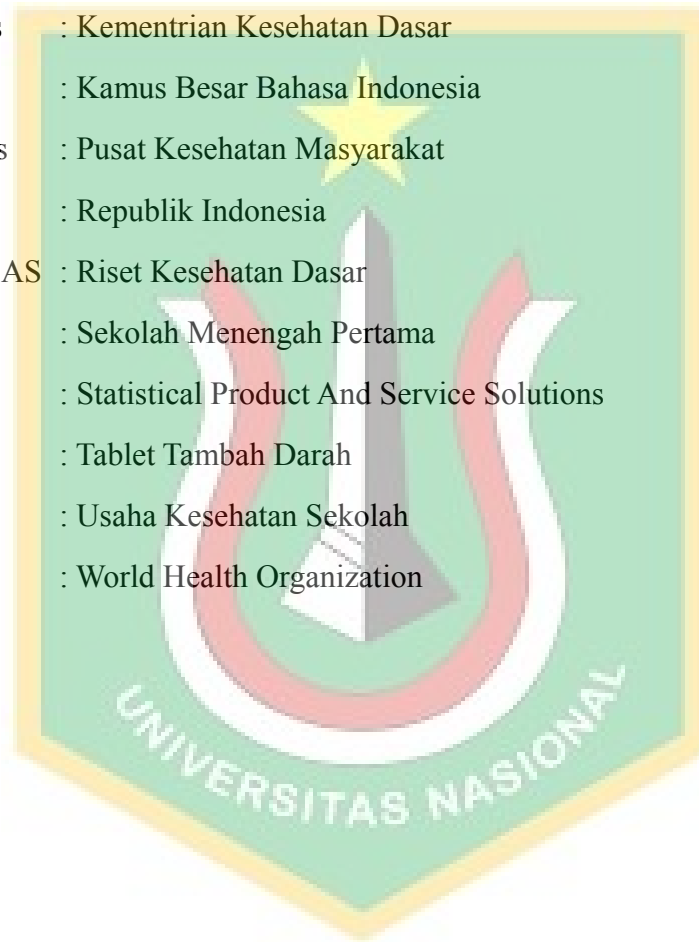 s : Kementrian Kesehatan Dasar
: Kamus Besar Bahasa Indonesia
s : Pusat Kesehatan Masyarakat
: Republik Indonesia
AS : Riset Kesehatan Dasar
: Sekolah Menengah Pertama
: Statistical Product And Service Solutions
: Tablet Tambah Darah
: Usaha Kesehatan Sekolah
: World Health Organization
UNIVERSITAS NASIONAL